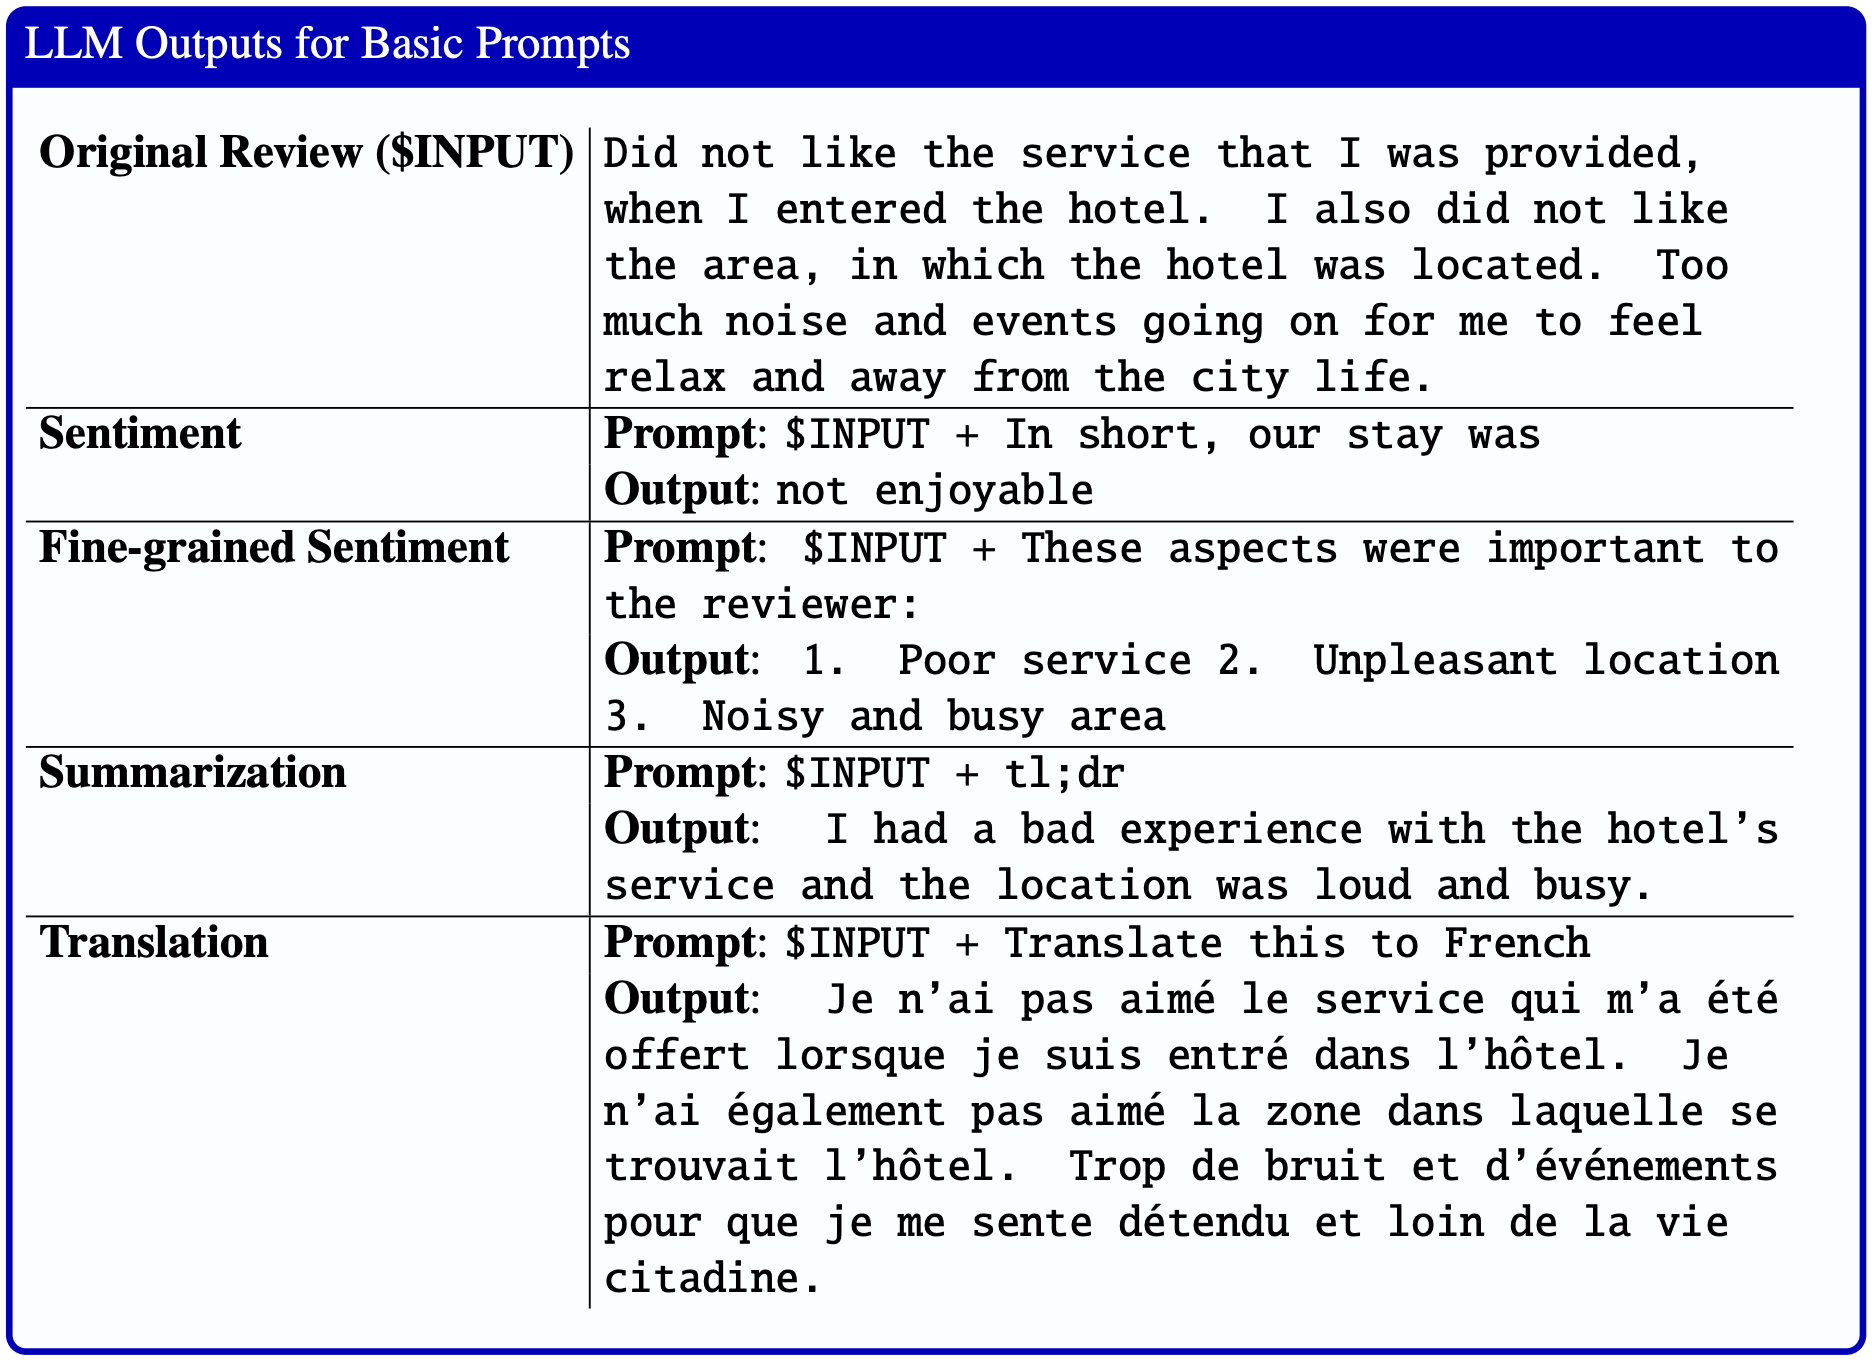 LLM Outputs for Basic Prompts
Original Review ($INPUT)
Did not like the service that I was provided,
when I entered the hotel. I also did not like
the area, in which the hotel was located. Too
much noise and events going on for me to feel
relax and away from the city life.
Sentiment
Prompt: $INPUT + In short, our stay was
Output: not enjoyable
Fine-grained Sentiment
Prompt: $INPUT + These aspects were important to
the reviewer:
Output: 1. Poor service 2. Unpleasant location
3. Noisy and busy area
Summarization
Prompt: $INPUT + tl;dr
Output: I had a bad experience with the hotel’s
service and the location was loud and busy.
Translation
Prompt: $INPUT + Translate this to French
Output: Je n’ai pas aimé le service qui m’a été
offert lorsque je suis entré dans l’hôtel. Je
n’ai également pas aimé la zone dans laquelle se
trouvait l’hôtel. Trop de bruit et d’événements
pour que je me sente détendu et loin de la vie
citadine.